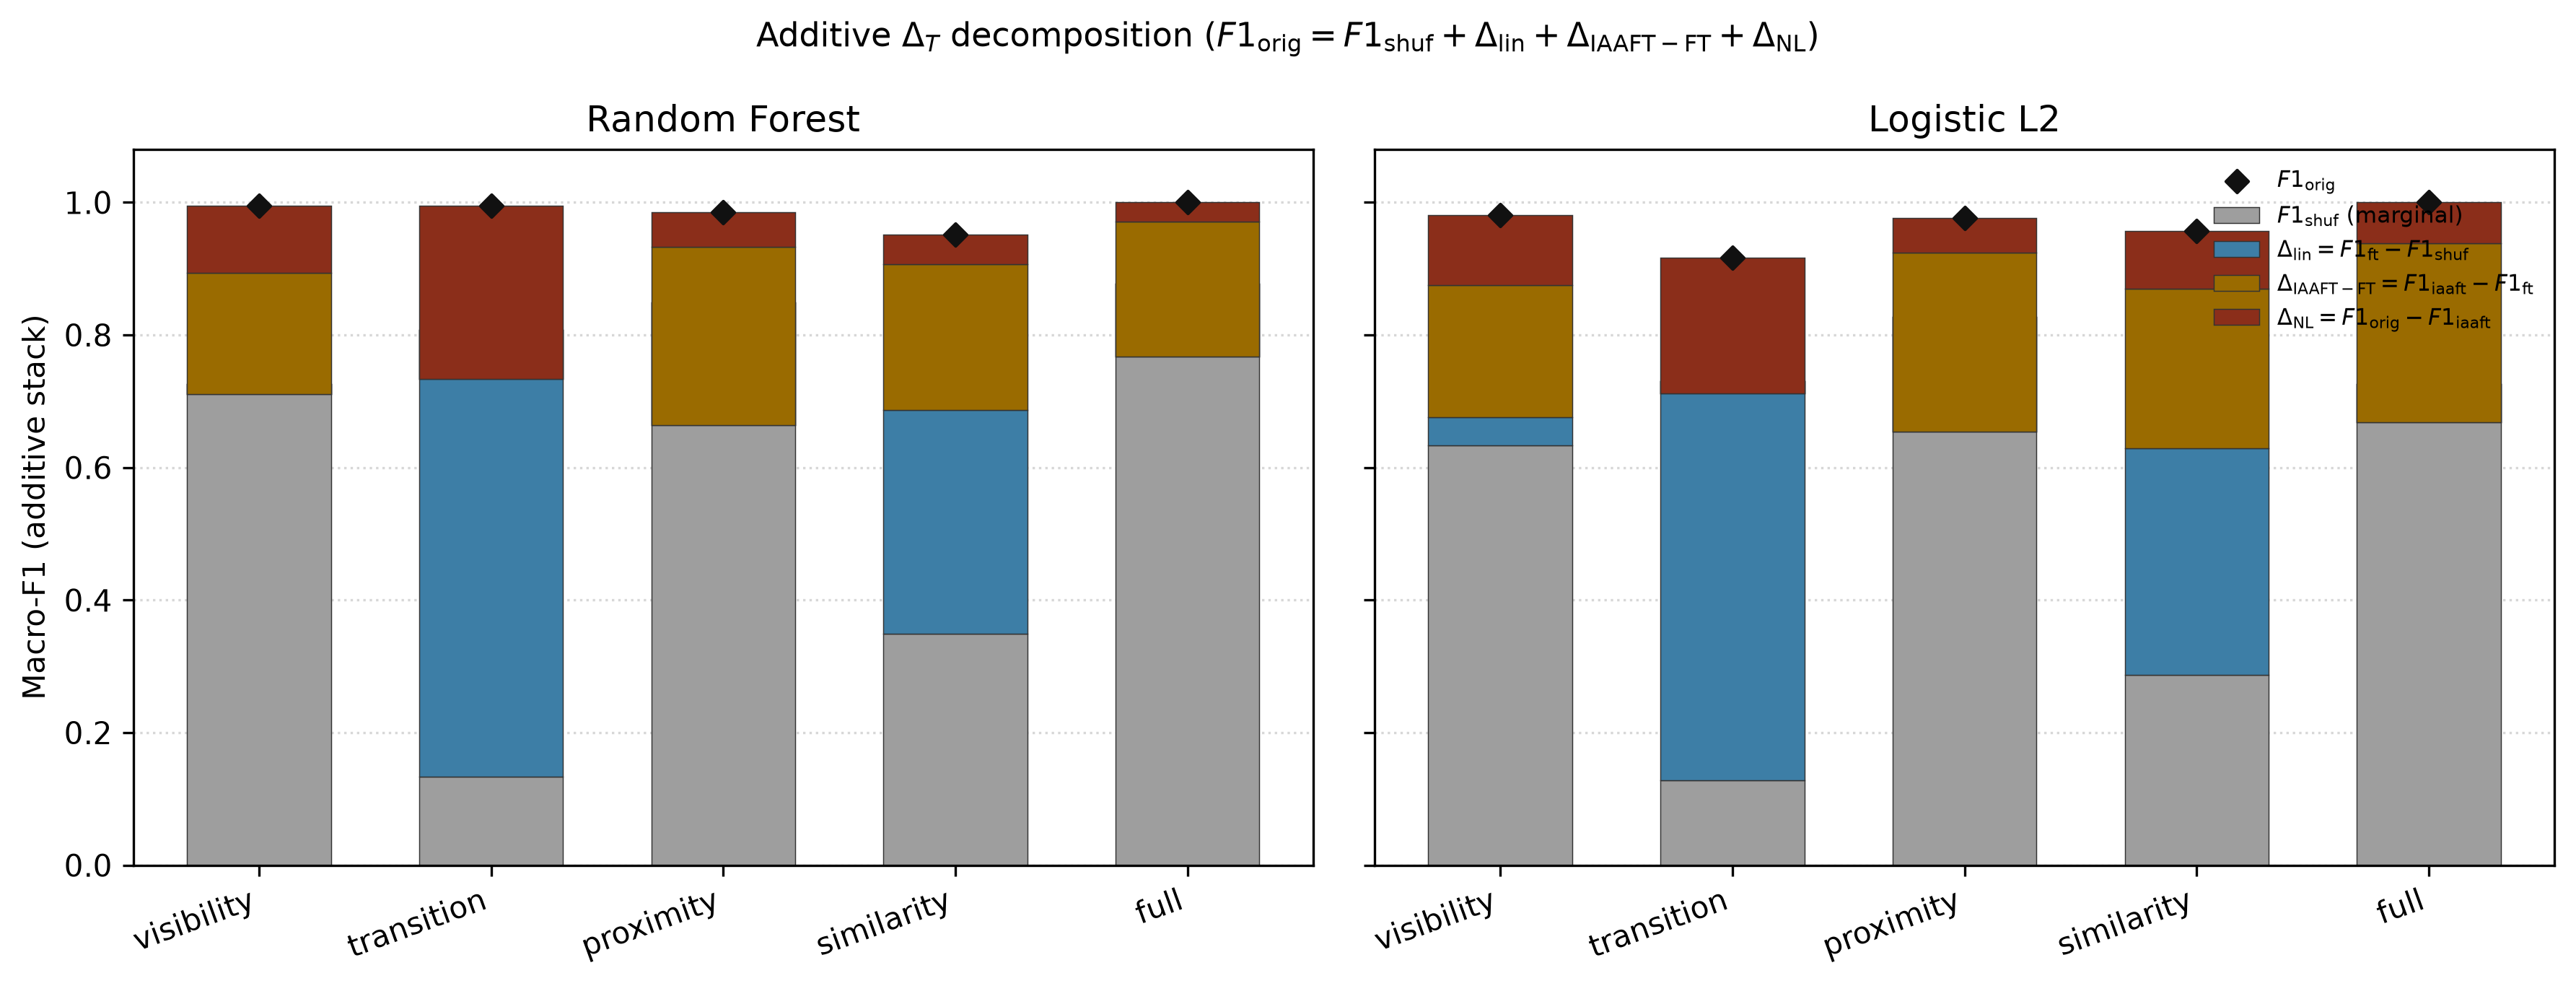 Additive Δ_T decomposition (F1_orig = F1_shuf + Δ_lin + Δ_IAAFT−FT + Δ_NL)
Random Forest
Macro-F1 (additive stack)
1.0
0.8
0.6
0.4
0.2
0.0
visibility
transition
proximity
similarity
full
Logistic L2
F1_orig
F1_shuf (marginal)
Δ_lin = F1_ft − F1_shuf
Δ_IAAFT−FT = F1_iaaft − F1_ft
Δ_NL = F1_orig − F1_iaaft
visibility
transition
proximity
similarity
full